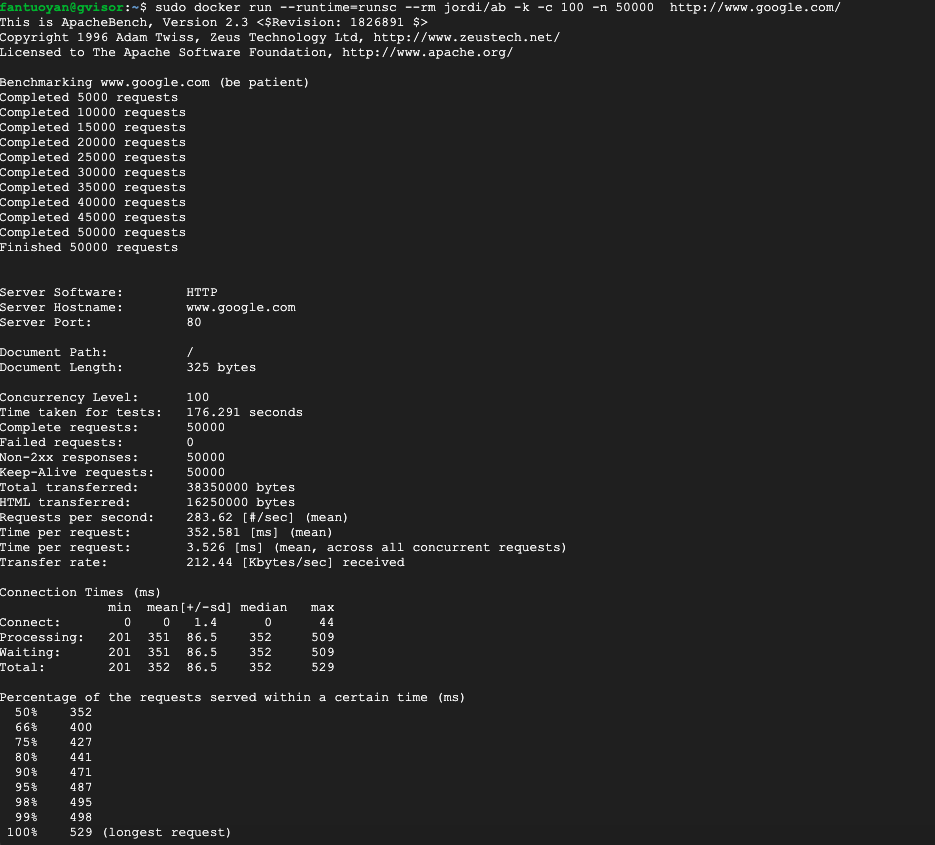 fantuoyan@gvisor:~$ sudo docker run --runtime=runsc --rm jordi/ab -k -c 100 -n 50000  http://www.google.com/
This is ApacheBench, Version 2.3 <$Revision: 1826891 $>
Copyright 1996 Adam Twiss, Zeus Technology Ltd, http://www.zeustech.net/
Licensed to The Apache Software Foundation, http://www.apache.org/

Benchmarking www.google.com (be patient)
Completed 5000 requests
Completed 10000 requests
Completed 15000 requests
Completed 20000 requests
Completed 25000 requests
Completed 30000 requests
Completed 35000 requests
Completed 40000 requests
Completed 45000 requests
Completed 50000 requests
Finished 50000 requests


Server Software:        HTTP
Server Hostname:        www.google.com
Server Port:            80

Document Path:          /
Document Length:        325 bytes

Concurrency Level:      100
Time taken for tests:   176.291 seconds
Complete requests:      50000
Failed requests:        0
Non-2xx responses:      50000
Keep-Alive requests:    50000
Total transferred:      38350000 bytes
HTML transferred:       16250000 bytes
Requests per second:    283.62 [#/sec] (mean)
Time per request:       352.581 [ms] (mean)
Time per request:       3.526 [ms] (mean, across all concurrent requests)
Transfer rate:          212.44 [Kbytes/sec] received

Connection Times (ms)
              min  mean[+/-sd] median   max
Connect:        0    0   1.4      0      44
Processing:   201  351  86.5    352     509
Waiting:      201  351  86.5    352     509
Total:        201  352  86.5    352     529

Percentage of the requests served within a certain time (ms)
  50%    352
  66%    400
  75%    427
  80%    441
  90%    471
  95%    487
  98%    495
  99%    498
 100%    529 (longest request)